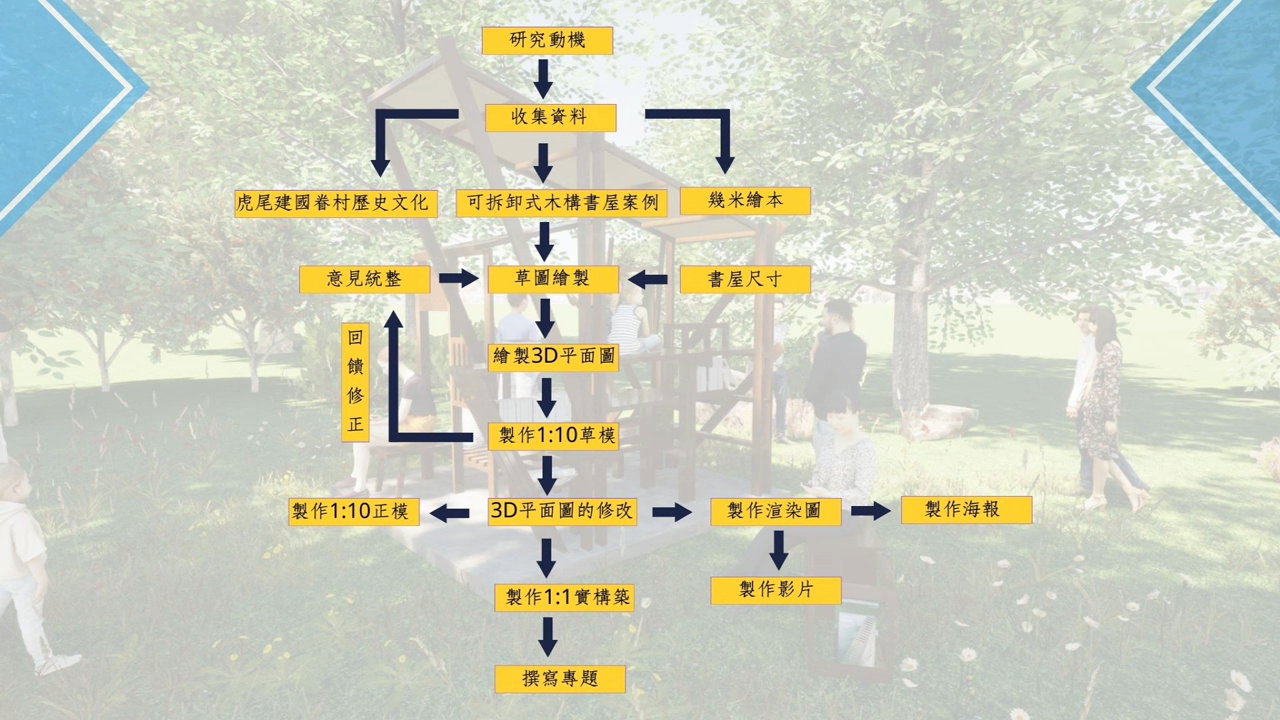 研究動機
收集資料
虎尾建國眷村歷史文化
可拆卸式木構書屋案例
幾米繪本
意見統整
草圖繪製
書屋尺寸
回饋修正
繪製3D平面圖
製作1:10草模
製作1:10正模
3D平面圖的修改
製作渲染圖
製作海報
製作1:1實構築
製作影片
撰寫專題